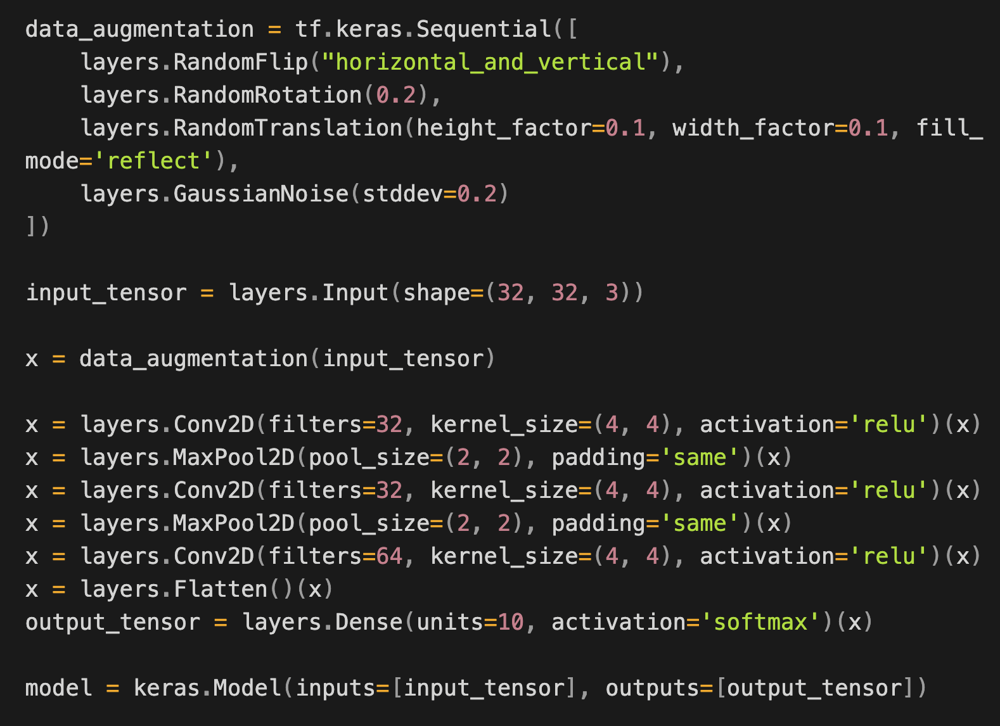 data_augmentation = tf.keras.Sequential([
    layers.RandomFlip("horizontal_and_vertical"),
    layers.RandomRotation(0.2),
    layers.RandomTranslation(height_factor=0.1, width_factor=0.1, fill_
mode='reflect'),
    layers.GaussianNoise(stddev=0.2)
])

input_tensor = layers.Input(shape=(32, 32, 3))

x = data_augmentation(input_tensor)

x = layers.Conv2D(filters=32, kernel_size=(4, 4), activation='relu')(x)
x = layers.MaxPool2D(pool_size=(2, 2), padding='same')(x)
x = layers.Conv2D(filters=32, kernel_size=(4, 4), activation='relu')(x)
x = layers.MaxPool2D(pool_size=(2, 2), padding='same')(x)
x = layers.Conv2D(filters=64, kernel_size=(4, 4), activation='relu')(x)
x = layers.Flatten()(x)
output_tensor = layers.Dense(units=10, activation='softmax')(x)

model = keras.Model(inputs=[input_tensor], outputs=[output_tensor])